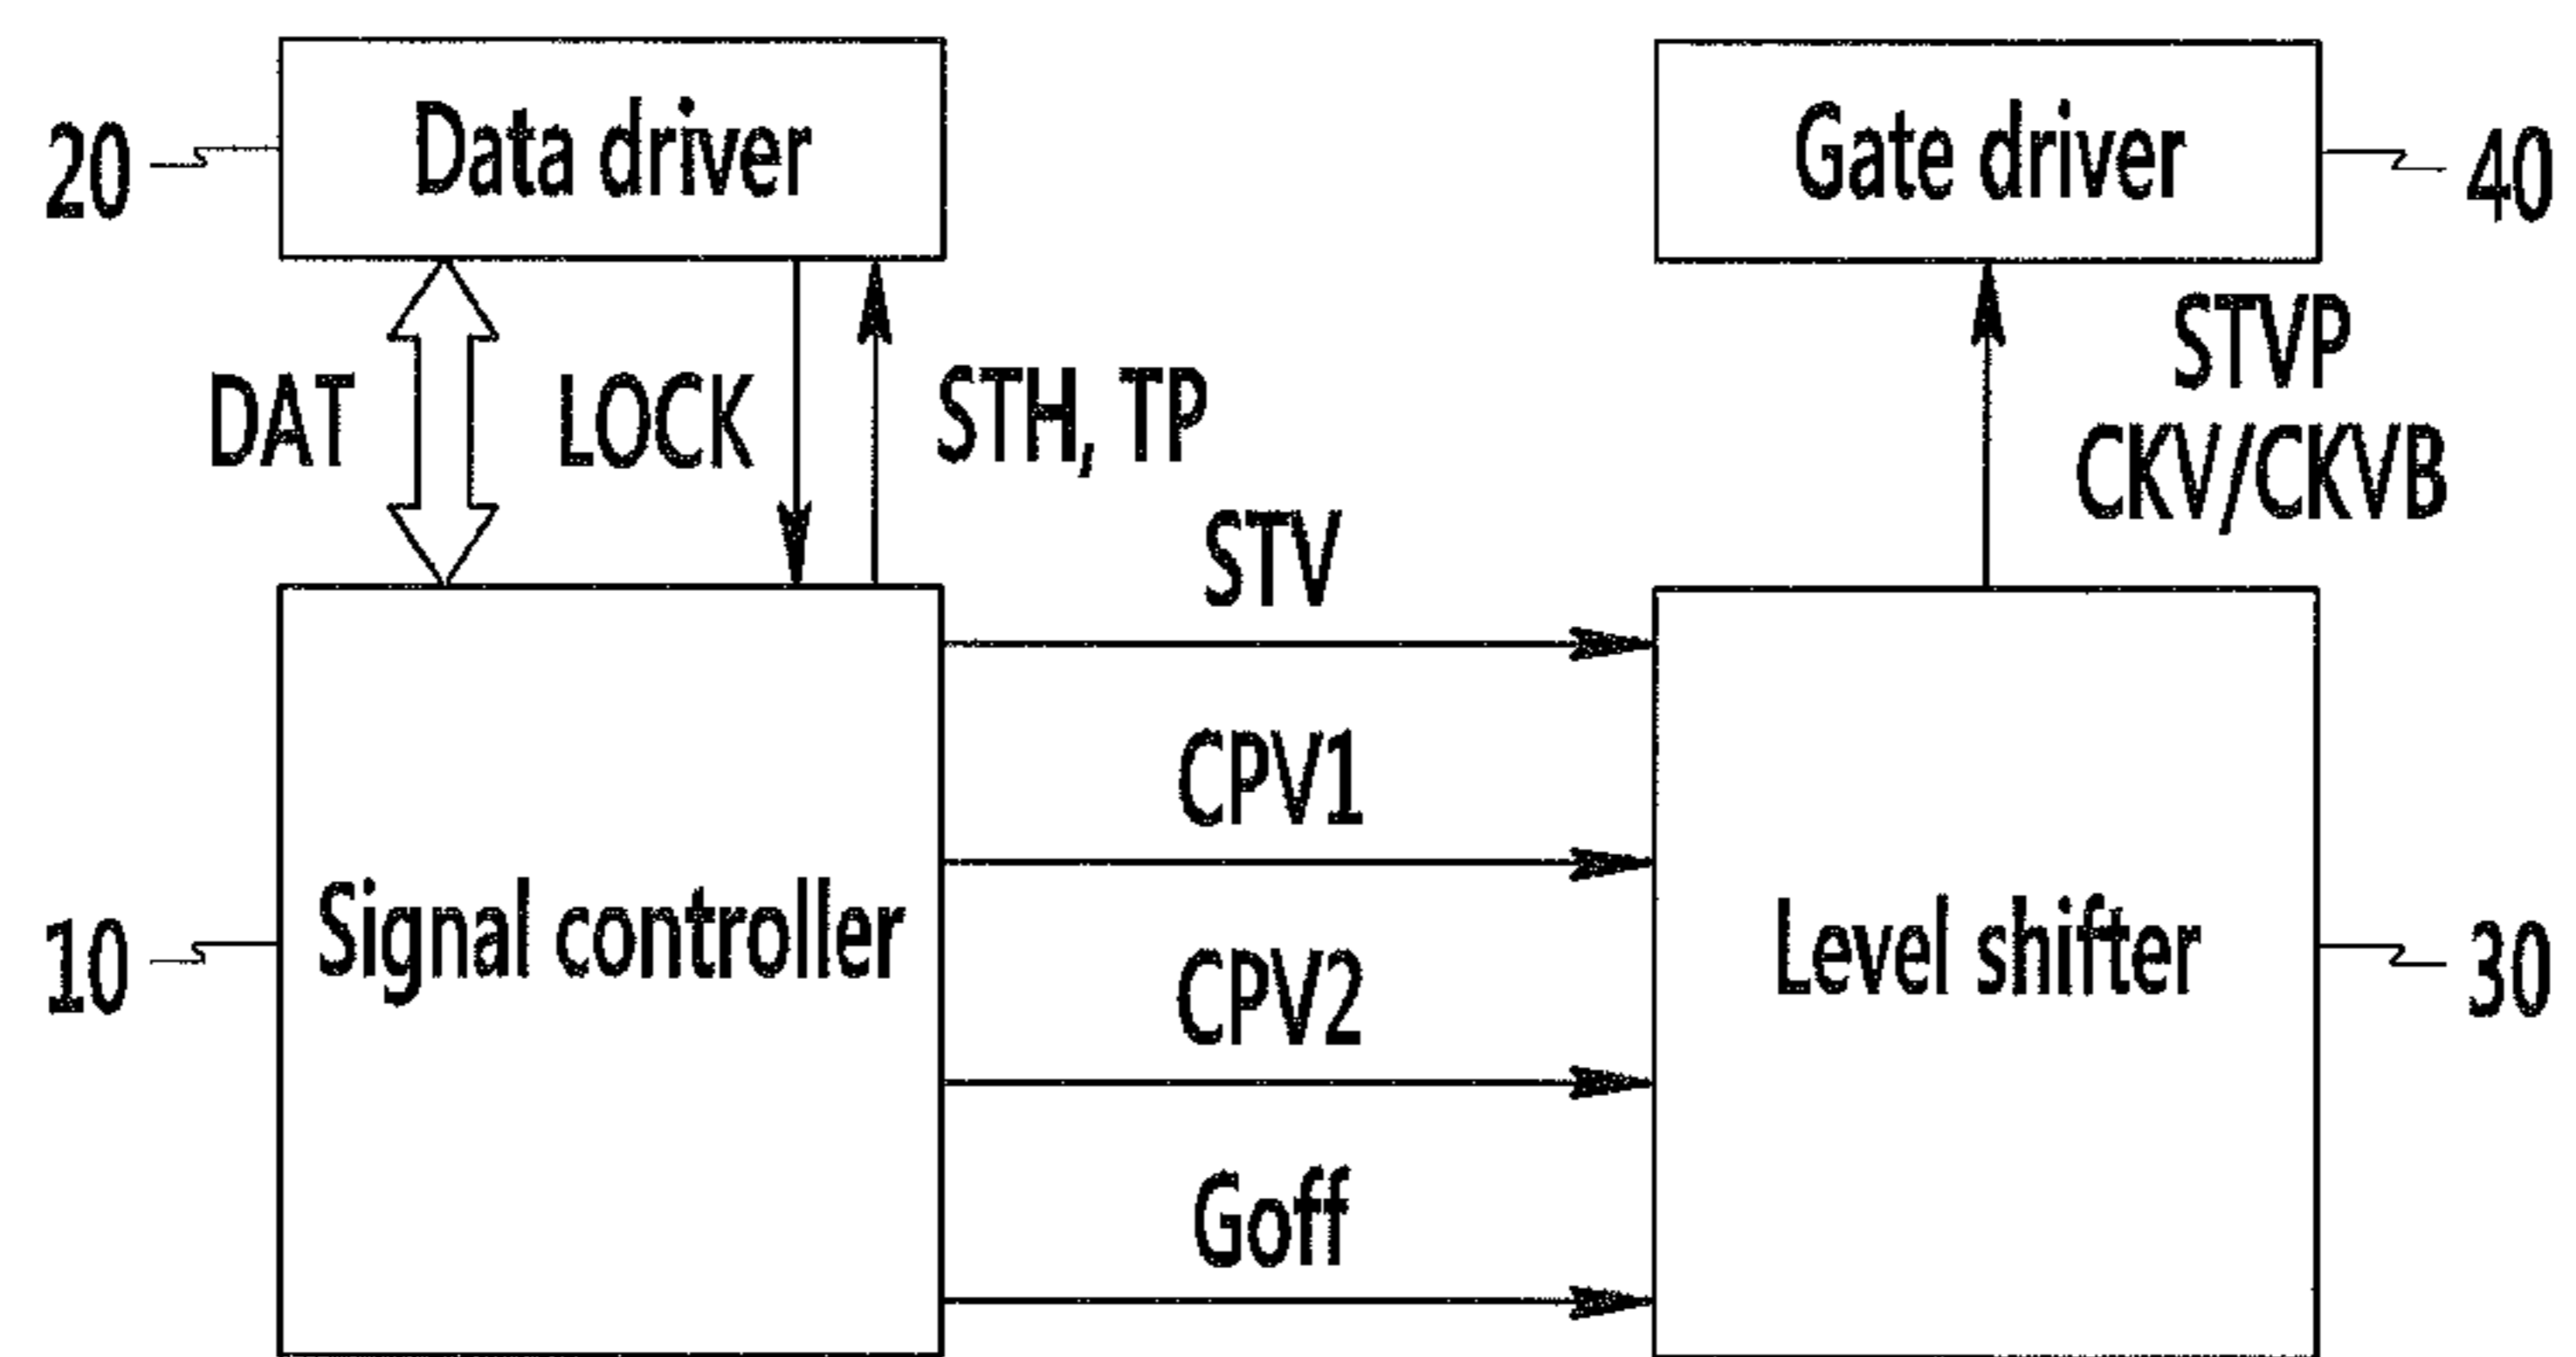 20
Data driver
Gate driver
40
DAT
LOCK
STH, TP
STVP
CKV/CKVB
STV
CPV1
10
Signal controller
CPV2
Level shifter
30
Goff